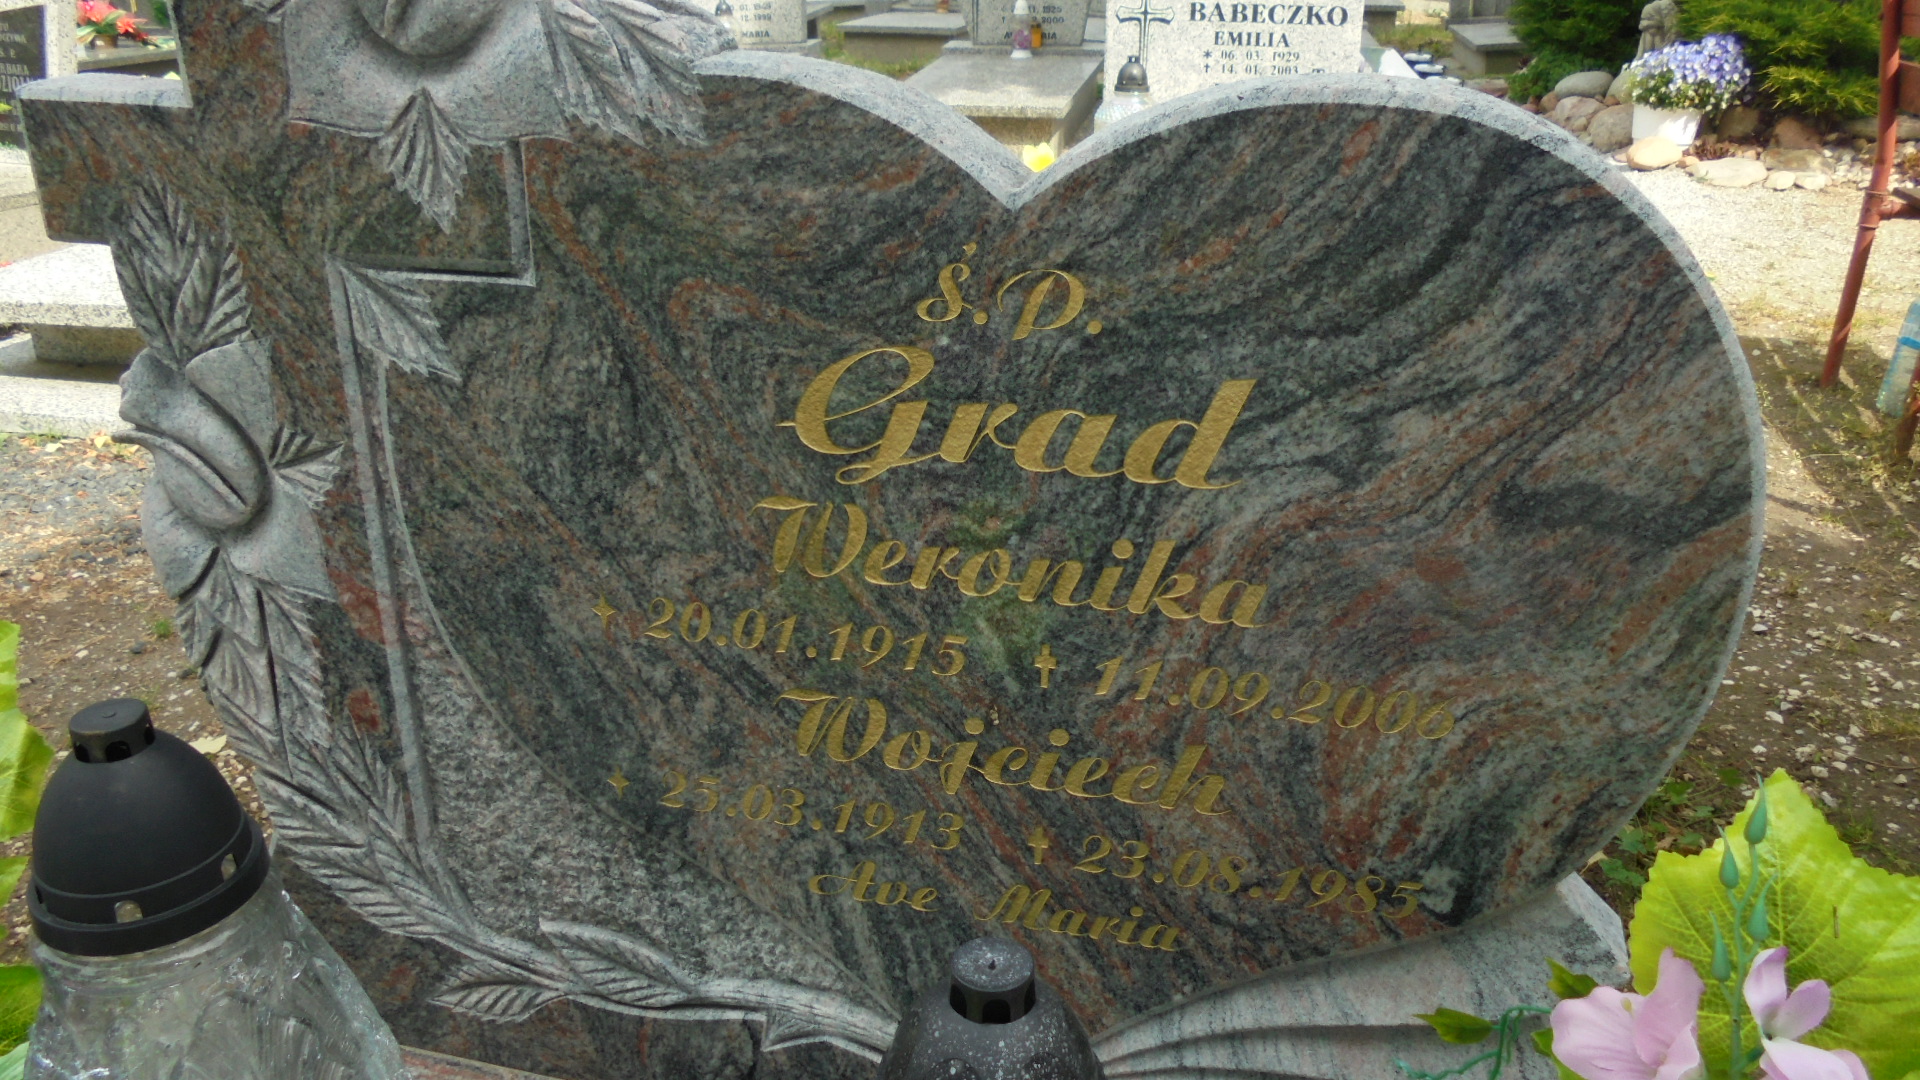 BABECZKO
EMILIA
* 06. 03. 1929
† 14. 01. 2003
Ś.P.
Grad
Weronika
20.01.1915 † 11.09.2006
Wojciech
25.03.1913 † 23.08.1985
Ave Maria